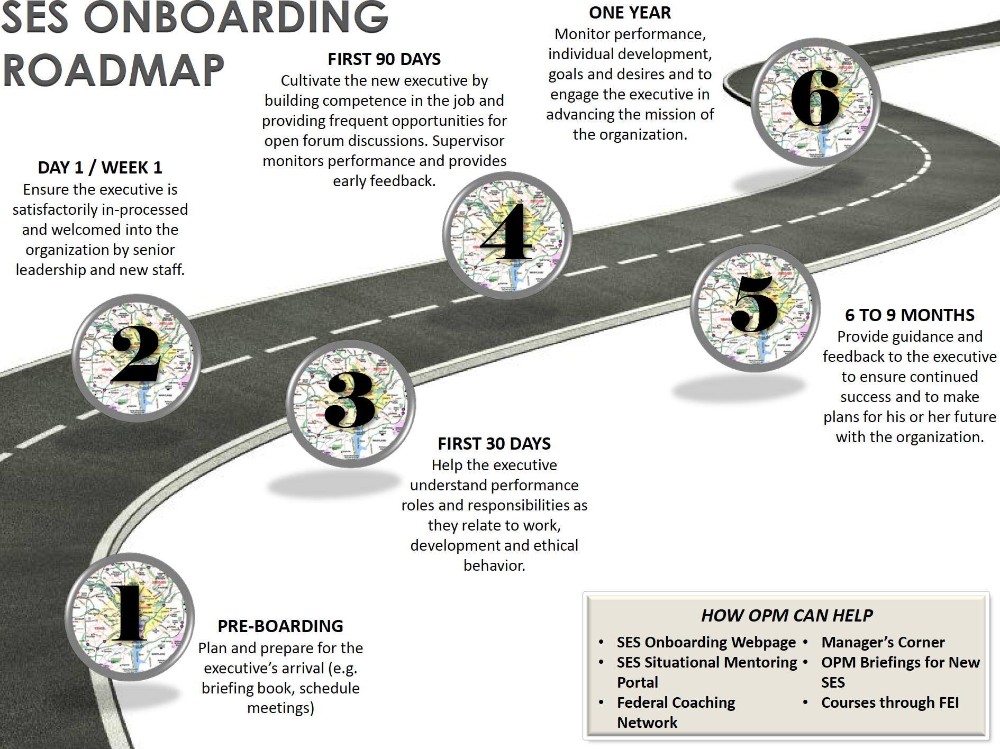 SES ONBOARDING
ROADMAP
1
PRE-BOARDING
Plan and prepare for the
executive’s arrival (e.g.
briefing book, schedule
meetings)
2
DAY 1 / WEEK 1
Ensure the executive is
satisfactorily in-processed
and welcomed into the
organization by senior
leadership and new staff.
3
FIRST 30 DAYS
Help the executive
understand performance
roles and responsibilities as
they relate to work,
development and ethical
behavior.
4
FIRST 90 DAYS
Cultivate the new executive by
building competence in the job and
providing frequent opportunities for
open forum discussions. Supervisor
monitors performance and provides
early feedback.
5
6 TO 9 MONTHS
Provide guidance and
feedback to the executive
to ensure continued
success and to make
plans for his or her future
with the organization.
6
ONE YEAR
Monitor performance,
individual development,
goals and desires and to
engage the executive in
advancing the mission of
the organization.
HOW OPM CAN HELP
• SES Onboarding Webpage
• SES Situational Mentoring
Portal
• Federal Coaching
Network
• Manager’s Corner
• OPM Briefings for New
SES
• Courses through FEI